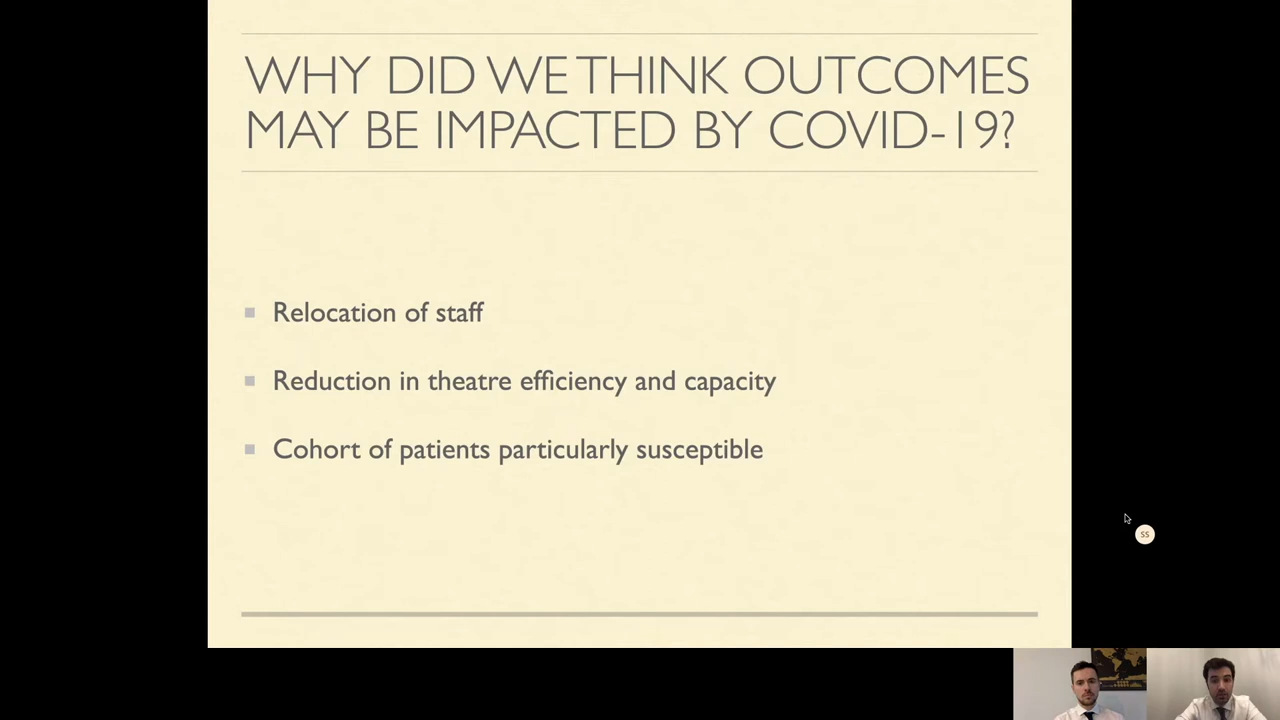 WHY DID WE THINK OUTCOMES
MAY BE IMPACTED BY COVID-19?
Relocation of staff
Reduction in theatre efficiency and capacity
Cohort of patients particularly susceptible
SS